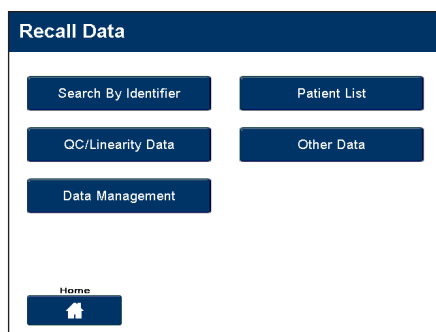 Recall Data
Search By Identifier
Patient List
QC/Linearity Data
Other Data
Data Management
Home